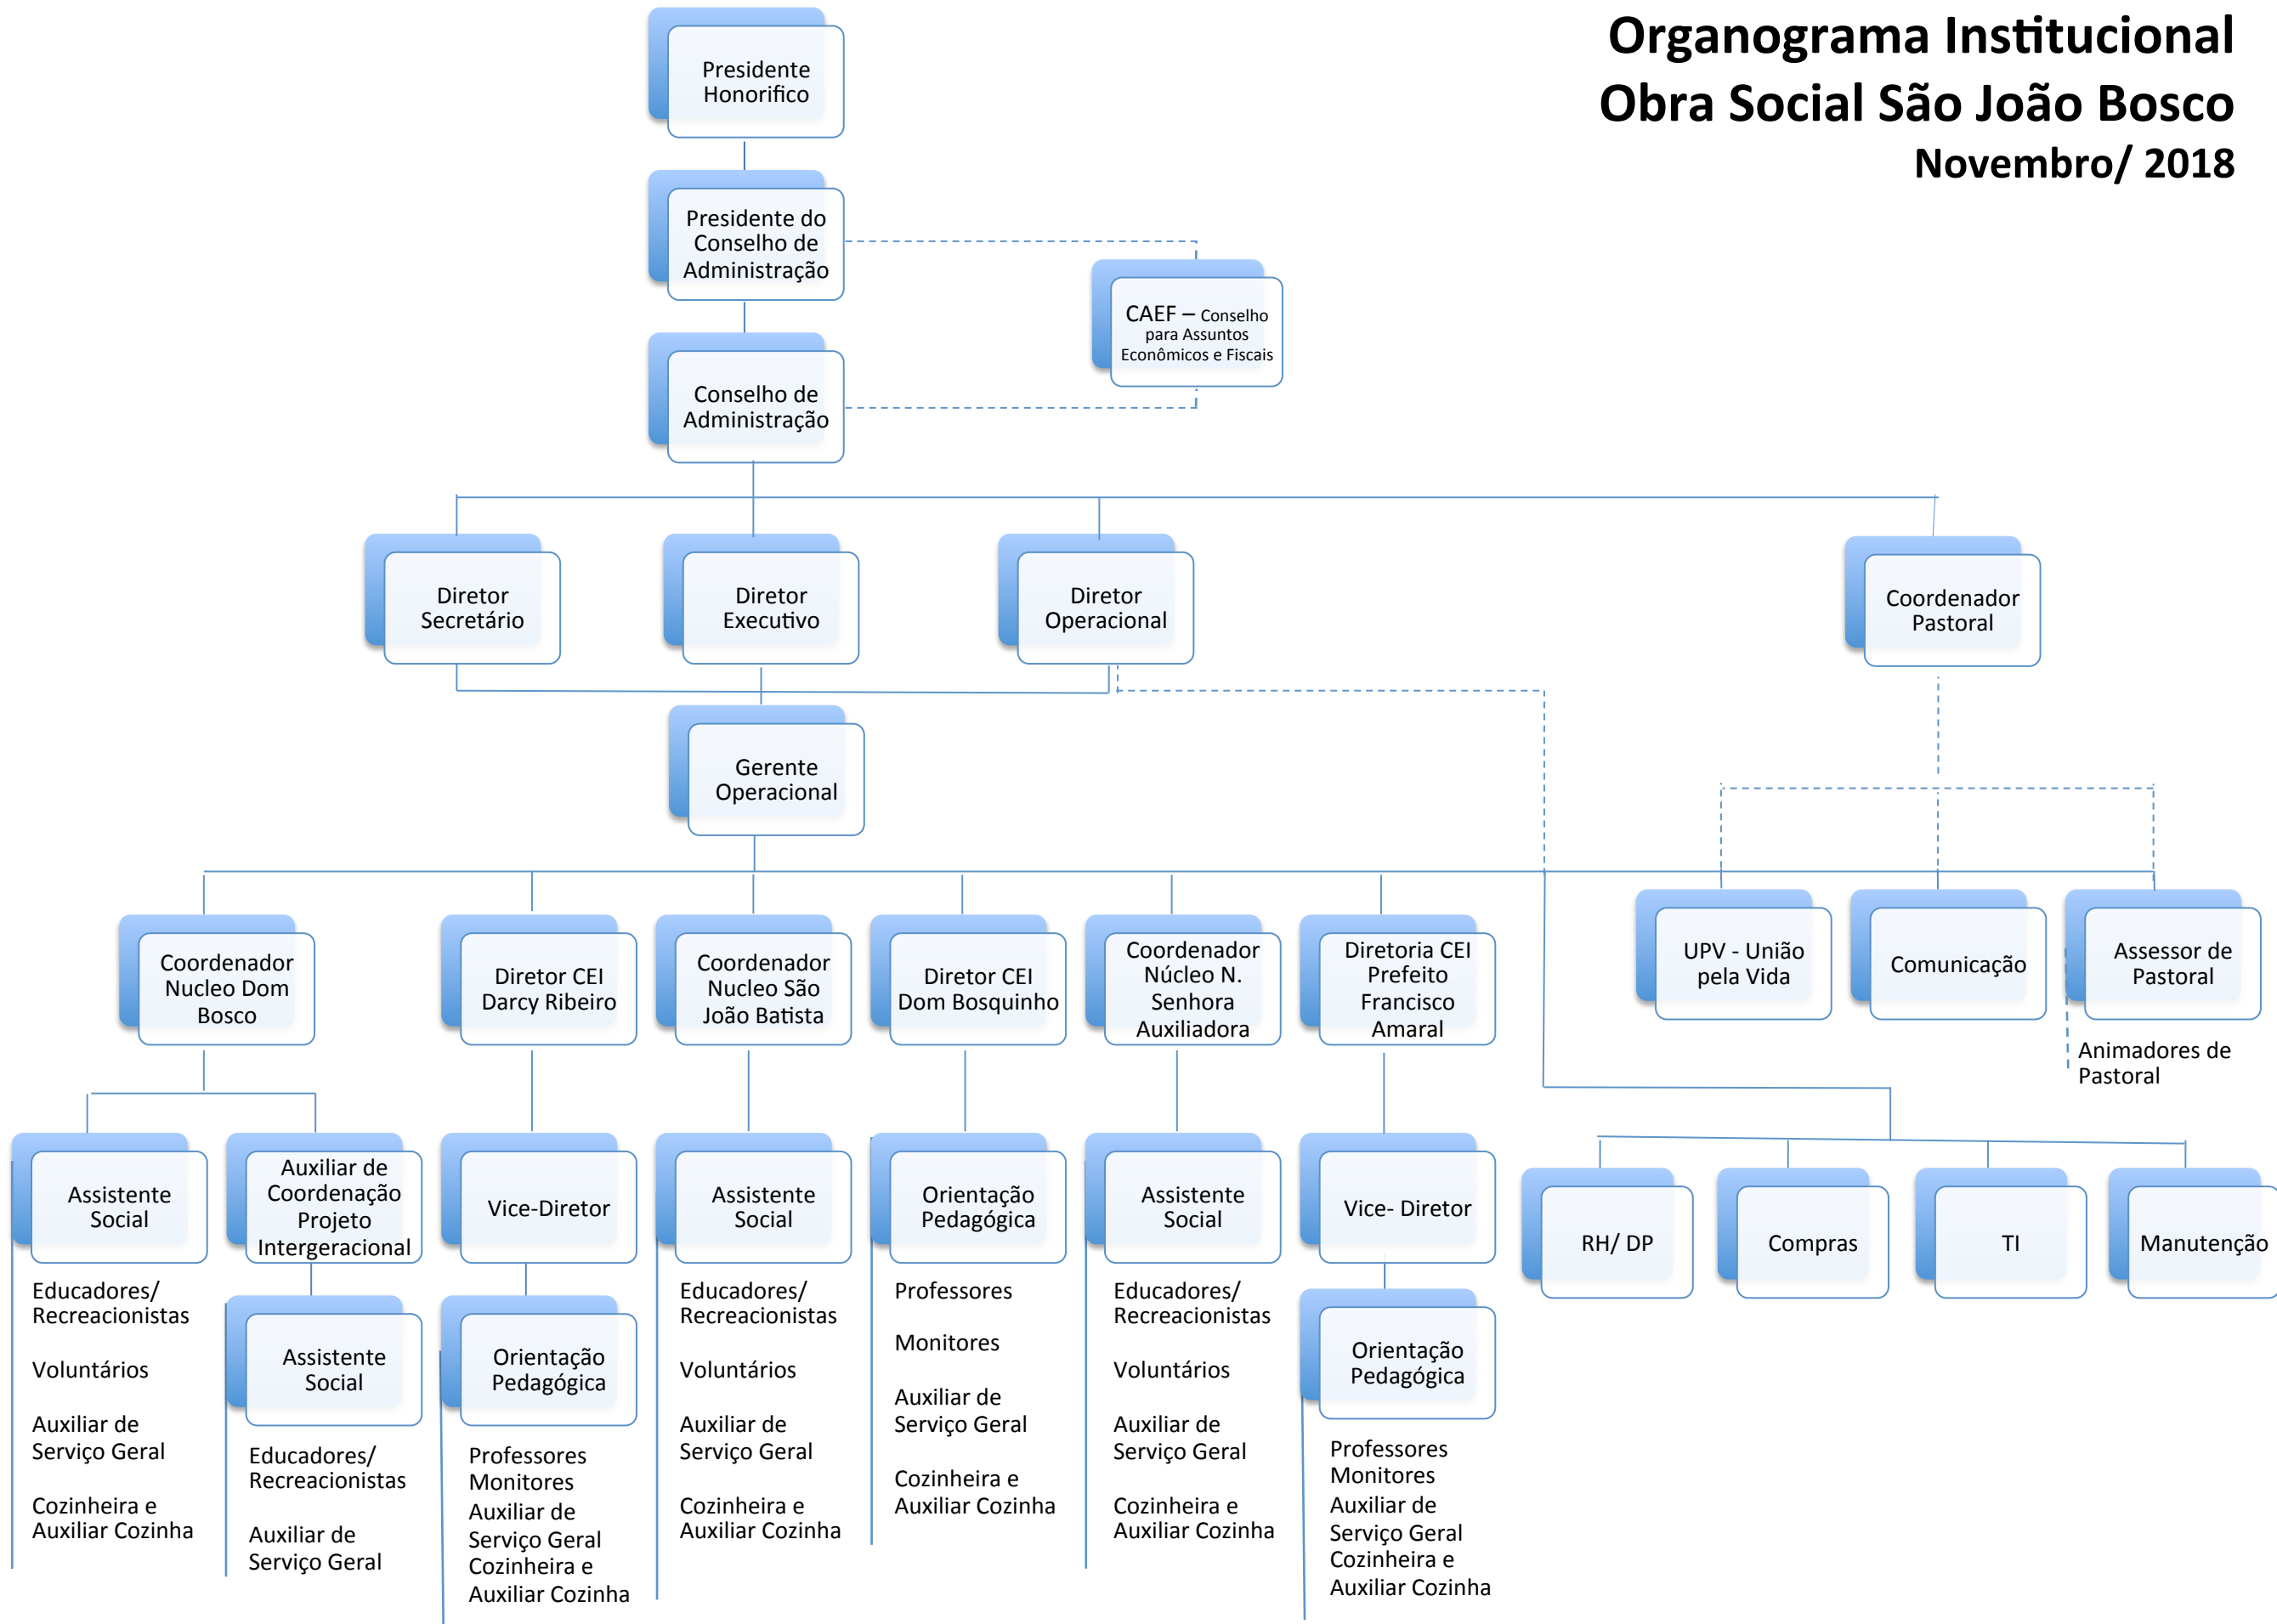 Organograma Institucional
Obra Social São João Bosco
Novembro/ 2018
Presidente
Honorifico
Presidente do
Conselho de
Administração
CAEF – Conselho
para Assuntos
Econômicos e Fiscais
Conselho de
Administração
Diretor
Secretário
Diretor
Executivo
Diretor
Operacional
Coordenador
Pastoral
Gerente
Operacional
Coordenador
Nucleo Dom
Bosco
Diretor CEI
Darcy Ribeiro
Coordenador
Nucleo São
João Batista
Diretor CEI
Dom Bosquinho
Coordenador
Núcleo N.
Senhora
Auxiliadora
Diretoria CEI
Prefeito
Francisco
Amaral
UPV - União
pela Vida
Comunicação
Assessor de
Pastoral
Animadores de
Pastoral
Assistente
Social
Auxiliar de
Coordenação
Projeto
Intergeracional
Vice-Diretor
Assistente
Social
Orientação
Pedagógica
Assistente
Social
Vice- Diretor
RH/ DP
Compras
TI
Manutenção
Educadores/
Recreacionistas
Voluntários
Auxiliar de
Serviço Geral
Cozinheira e
Auxiliar Cozinha
Assistente
Social
Educadores/
Recreacionistas
Auxiliar de
Serviço Geral
Orientação
Pedagógica
Professores
Monitores
Auxiliar de
Serviço Geral
Cozinheira e
Auxiliar Cozinha
Educadores/
Recreacionistas
Voluntários
Auxiliar de
Serviço Geral
Cozinheira e
Auxiliar Cozinha
Professores
Monitores
Auxiliar de
Serviço Geral
Cozinheira e
Auxiliar Cozinha
Educadores/
Recreacionistas
Voluntários
Auxiliar de
Serviço Geral
Cozinheira e
Auxiliar Cozinha
Orientação
Pedagógica
Professores
Monitores
Auxiliar de
Serviço Geral
Cozinheira e
Auxiliar Cozinha